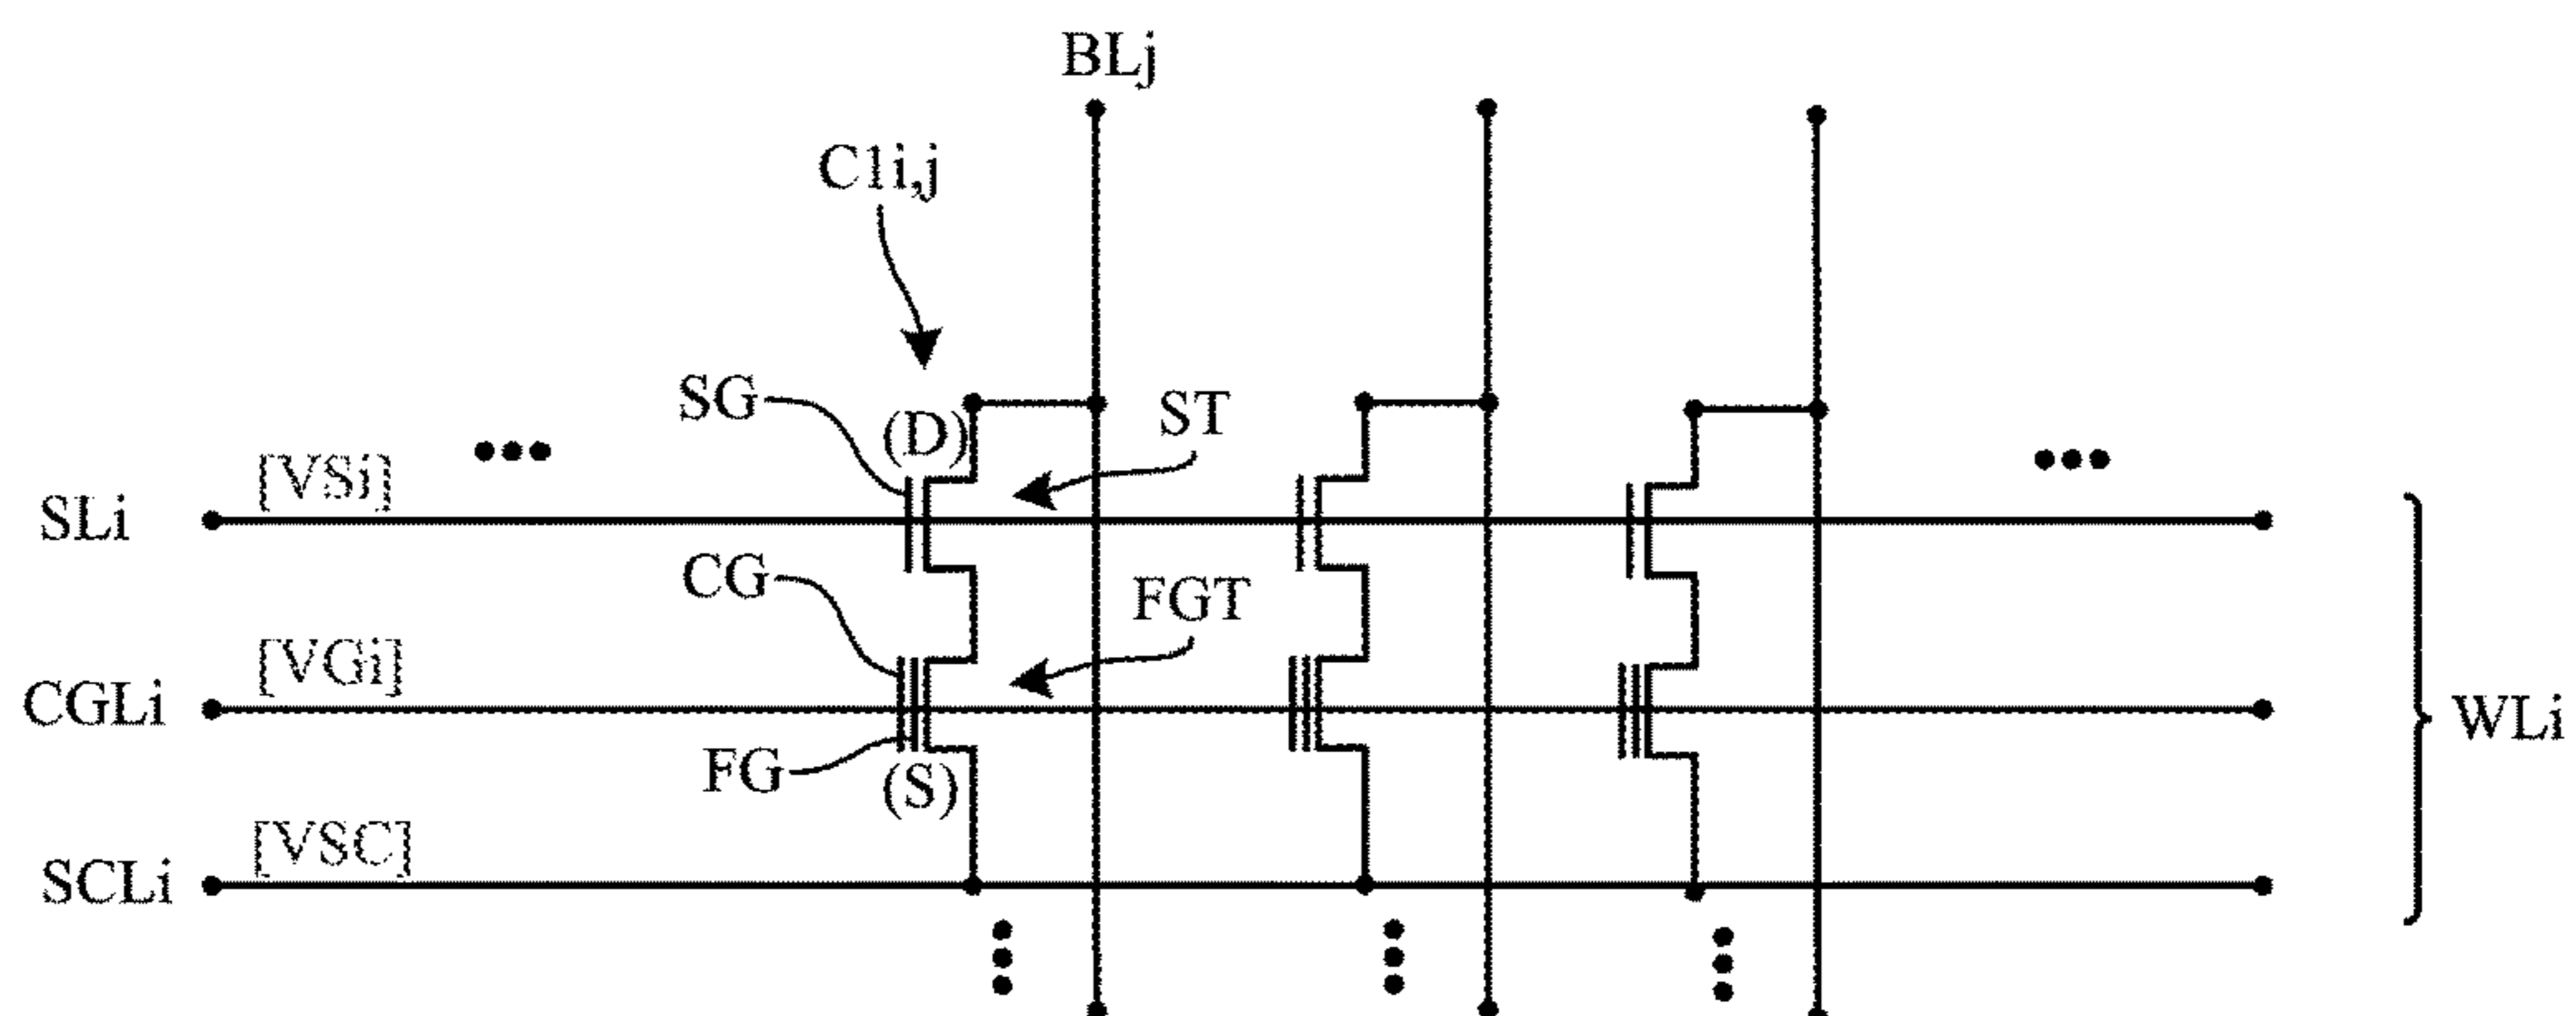 BLj
C1i,j
SG
(D)
ST
[VSi]
SLi
CG
FGT
[VGi]
CGLi
WLi
FG
(S)
[VSC]
SCLi